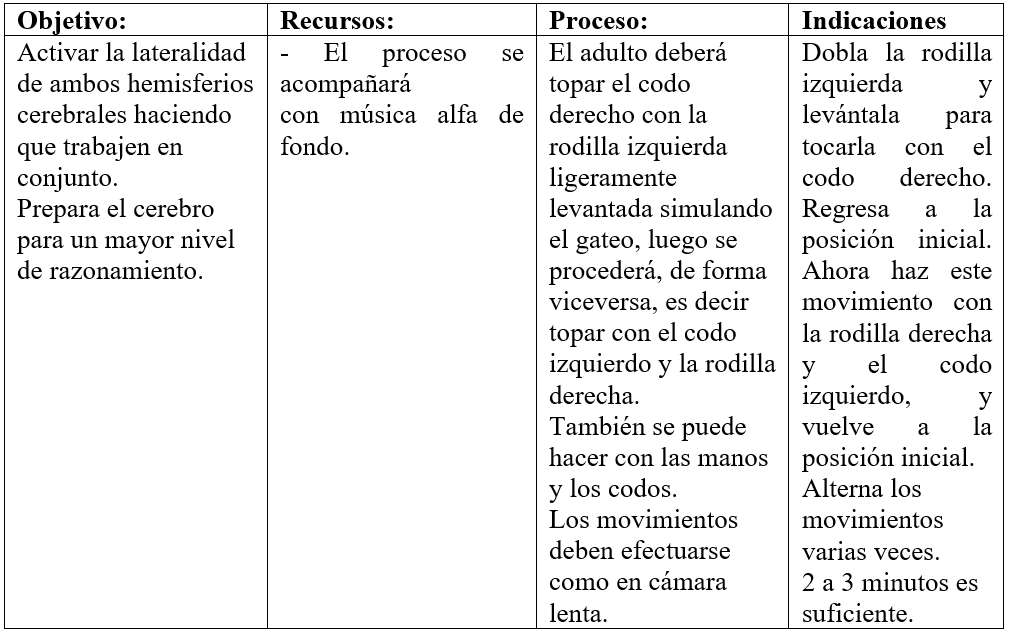 Objetivo:
Activar la lateralidad
de ambos hemisferios
cerebrales haciendo
que trabajen en
conjunto.
Prepara el cerebro
para un mayor nivel
de razonamiento.
Recursos:
- El proceso se
acompañará
con música alfa de
fondo.
Proceso:
El adulto deberá
topar el codo
derecho con la
rodilla izquierda
ligeramente
levantada simulando
el gateo, luego se
procederá, de forma
viceversa, es decir
topar con el codo
izquierdo y la rodilla
derecha.
También se puede
hacer con las manos
y los codos.
Los movimientos
deben efectuarse
como en cámara
lenta.
Indicaciones
Dobla la rodilla
izquierda y
levántala para
tocarla con el
codo derecho.
Regresa a la
posición inicial.
Ahora haz este
movimiento con
la rodilla derecha
y el codo
izquierdo, y
vuelve a la
posición inicial.
Alterna los
movimientos
varias veces.
2 a 3 minutos es
suficiente.